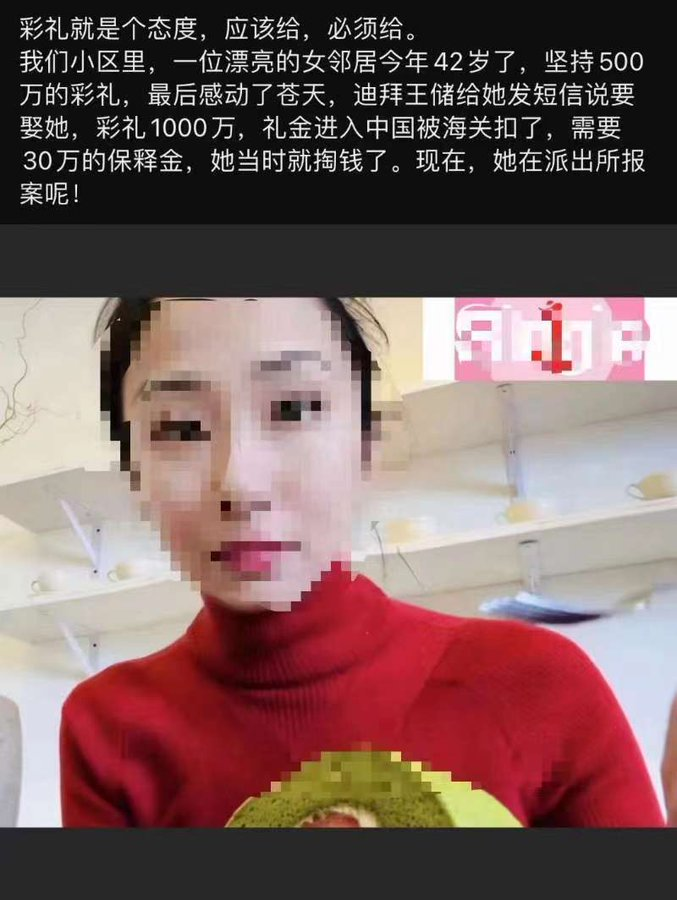 彩礼就是个态度，应该给，必须给。
我们小区里，一位漂亮的女邻居今年42岁了，坚持500
万的彩礼，最后感动了苍天，迪拜王储给她发短信说要
娶她，彩礼1000万，礼金进入中国被海关扣了，需要
30万的保释金，她当时就掏钱了。现在，她在派出所报
案呢！